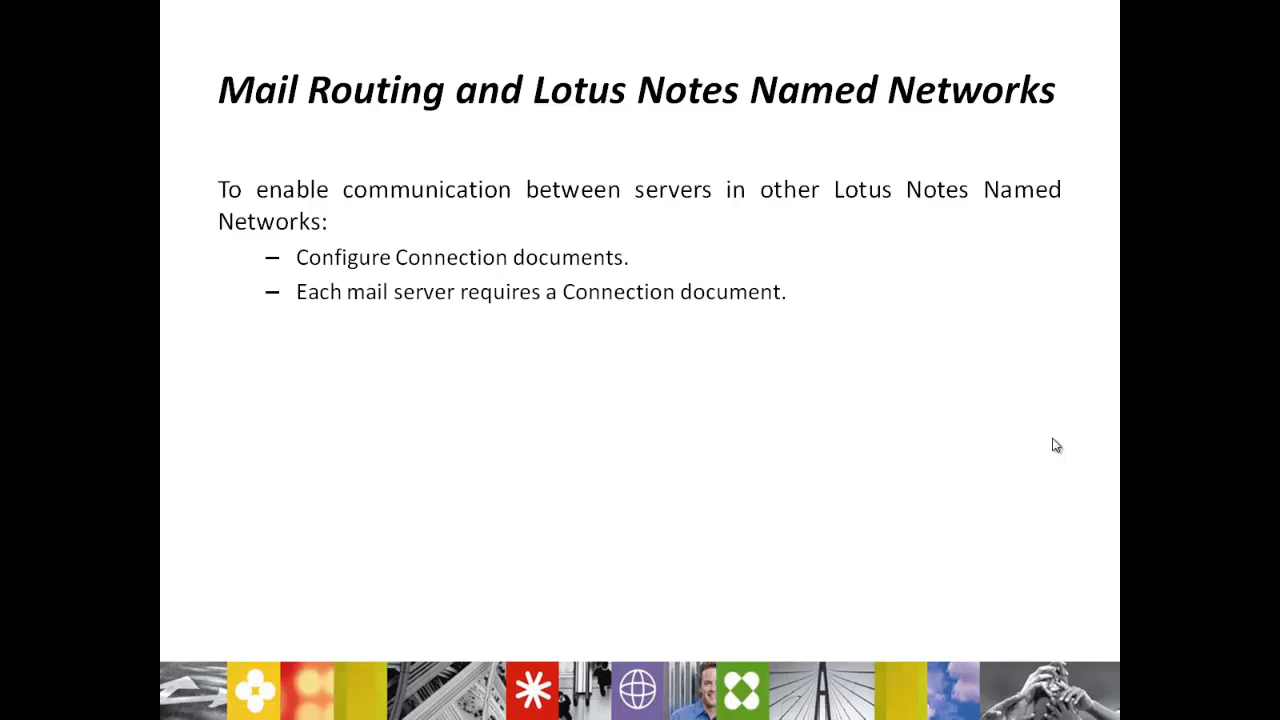 Mail Routing and Lotus Notes Named Networks
To enable communication between servers in other Lotus Notes Named
Networks:
– Configure Connection documents.
– Each mail server requires a Connection document.